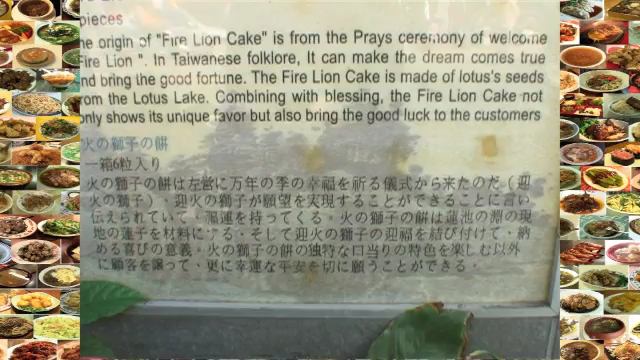 pieces
he origin of "Fire Lion Cake" is from the Prays ceremony of welcome
Fire Lion ". In Taiwanese folklore, It can make the dream comes true
nd bring the good fortune. The Fire Lion Cake is made of lotus's seeds
rom the Lotus Lake. Combining with blessing, the Fire Lion Cake not
only shows its unique favor but also bring the good luck to the customers
火の獅子の餅
一箱6粒入り
火の獅子の餅は左営に万年の季の幸福を祈る儀式から来たのだ(迎
火の獅子)。迎火の獅子が願望を実現することができることに言い
伝えられていて、福運を持ってくる。火の獅子の餅は蓮池の淵の現
地の蓮子を材料にする。そして迎火の獅子の迎福を結び付けて、納
める喜びの意義。火の獅子の餅の独特な口当りの特色を楽しむ以外
に顧客を譲って、更に幸運な平安を切に願うことができる。